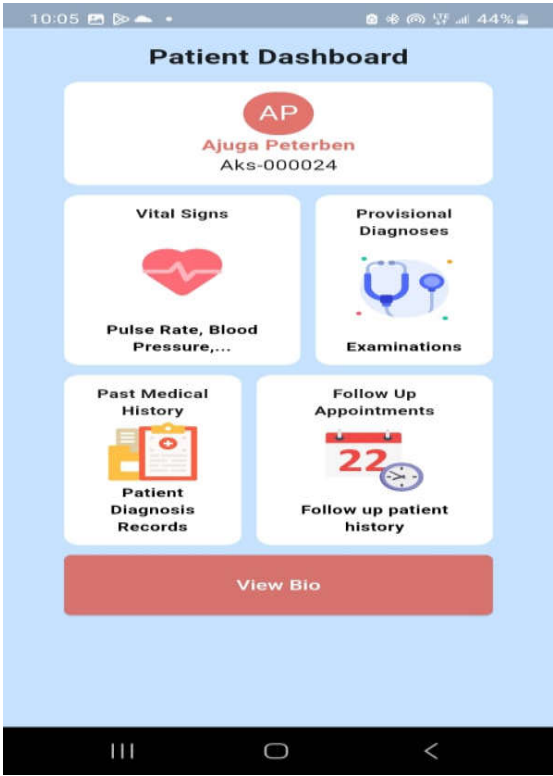 10:05 LTE 44%
Patient Dashboard
AP
Ajuga Peterben
Aks-000024
Vital Signs
Pulse Rate, Blood
Pressure,...
Provisional
Diagnoses
Examinations
Past Medical
History
Patient
Diagnosis
Records
Follow Up
Appointments
22
Follow up patient
history
View Bio